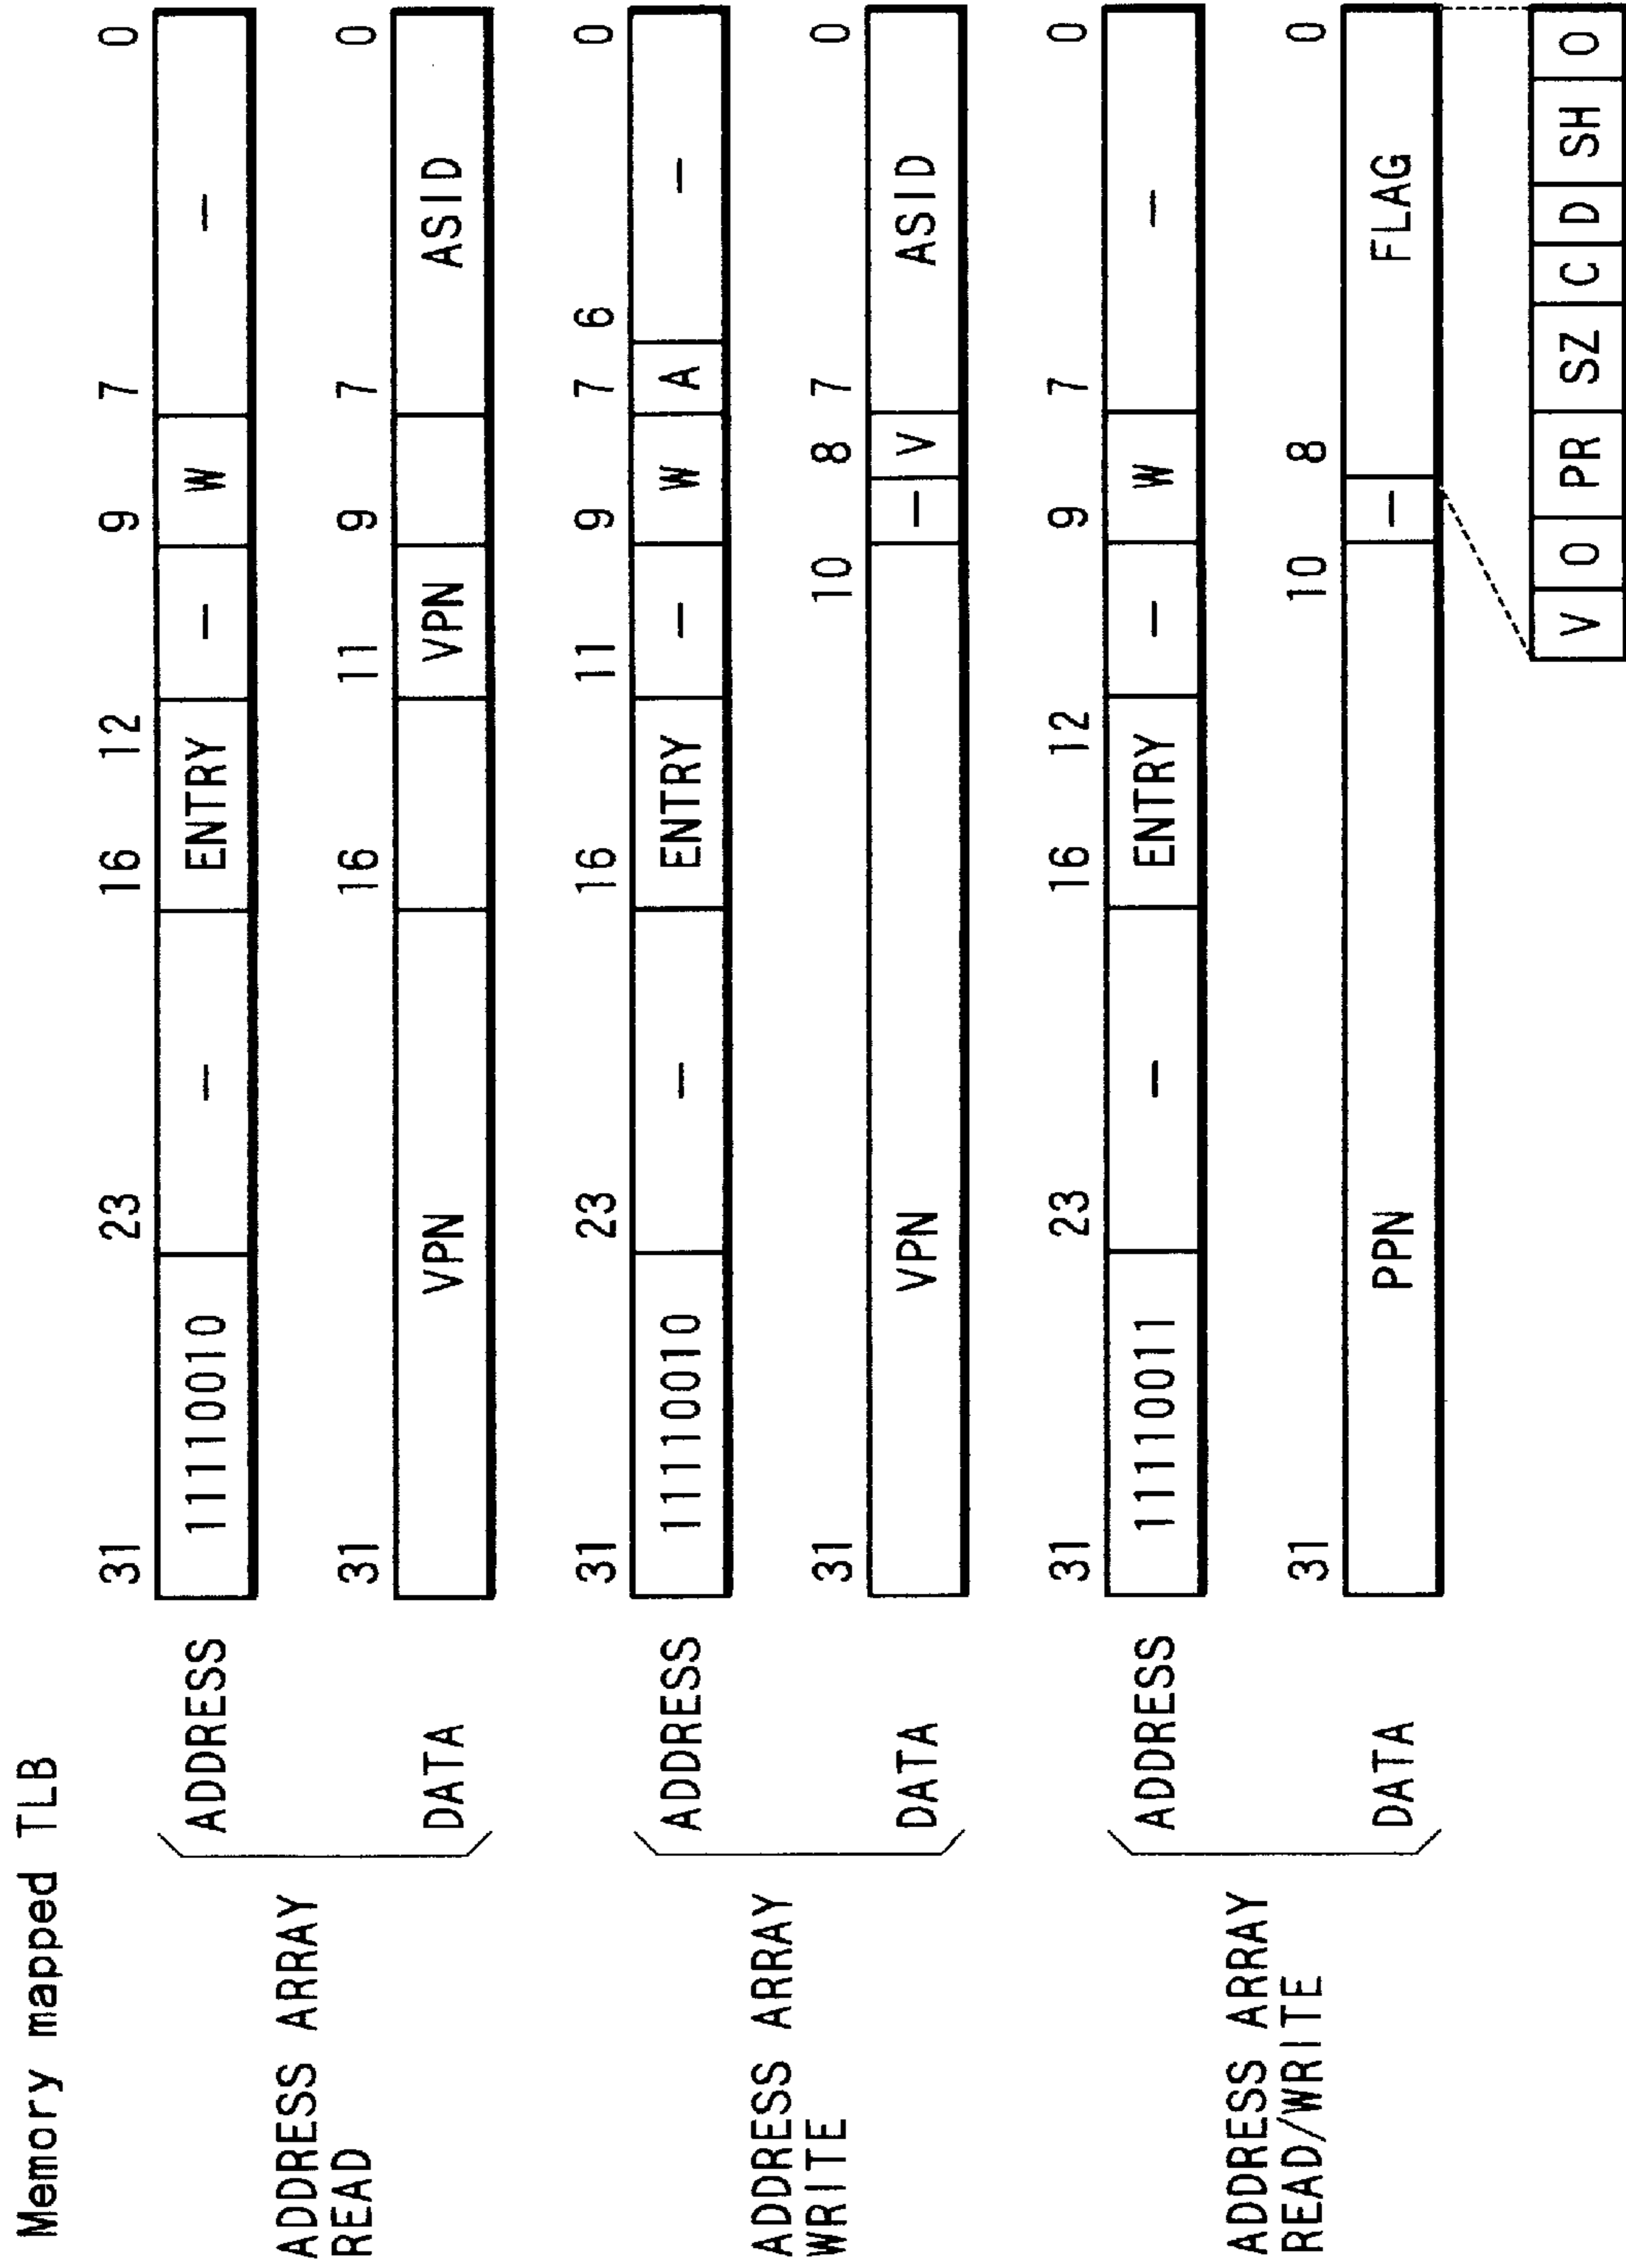 Memory mapped TLB
31 23 16 12 9 7 0
ADDRESS ARRAY READ
ADDRESS 11110010 — ENTRY — W —
31 16 11 9 7 0
DATA VPN VPN ASID
31 23 16 11 9 7 6 0
ADDRESS ARRAY WRITE
ADDRESS 11110010 — ENTRY — W A —
31 10 8 7 0
DATA VPN — V ASID
31 23 16 12 9 7 0
ADDRESS ARRAY READ/WRITE
ADDRESS 11110011 — ENTRY — W —
31 10 8 0
DATA PPN — FLAG
V 0 PR SZ C D SH 0